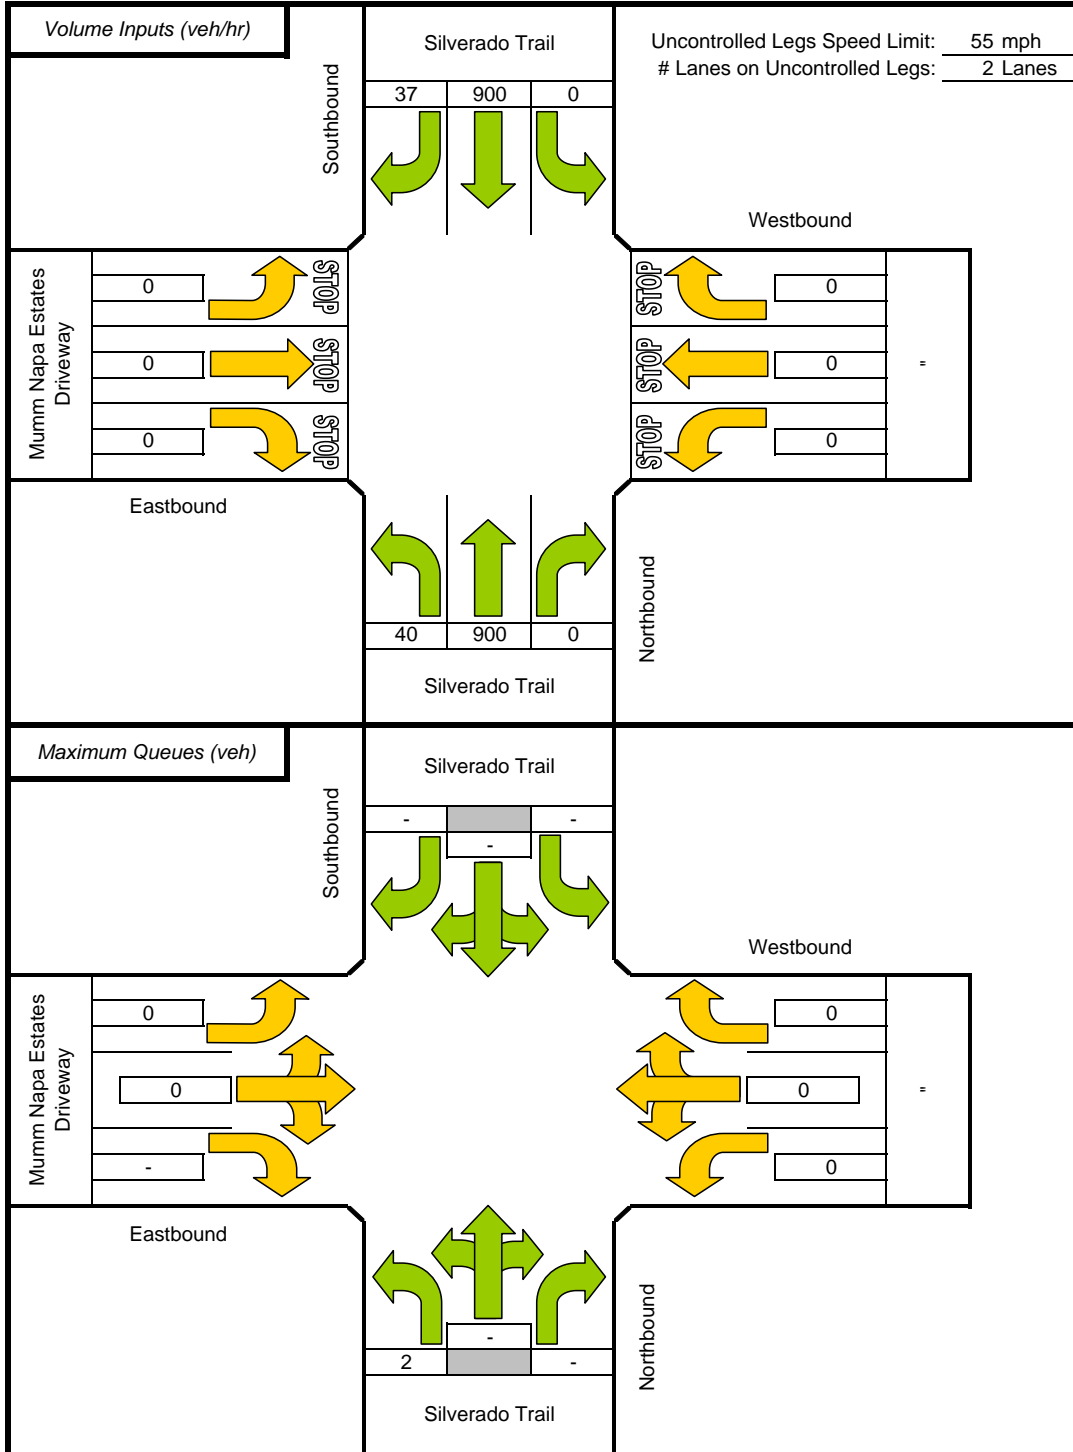 Volume Inputs (veh/hr)
Silverado Trail
Uncontrolled Legs Speed Limit: 55 mph
# Lanes on Uncontrolled Legs: 2 Lanes
Southbound
37 900 0
Westbound
Mumm Napa Estates
Driveway
0 STOP STOP 0
0 STOP STOP 0 =
0 STOP STOP 0
Eastbound
Northbound
40 900 0
Silverado Trail
Maximum Queues (veh)
Silverado Trail
Southbound
- -
-
Westbound
Mumm Napa Estates
Driveway
0 0
0 0 =
- 0
Eastbound
Northbound
-
2 -
Silverado Trail